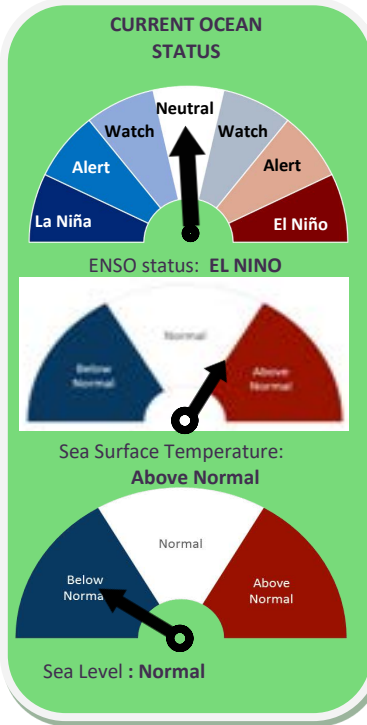 CURRENT OCEAN
STATUS
Neutral
Watch Watch
Alert Alert
La Niña El Niño
ENSO status: EL NINO
Normal
Below
Normal
Above
Normal
Sea Surface Temperature:
Above Normal
Normal
Below
Normal
Above
Normal
Sea Level : Normal